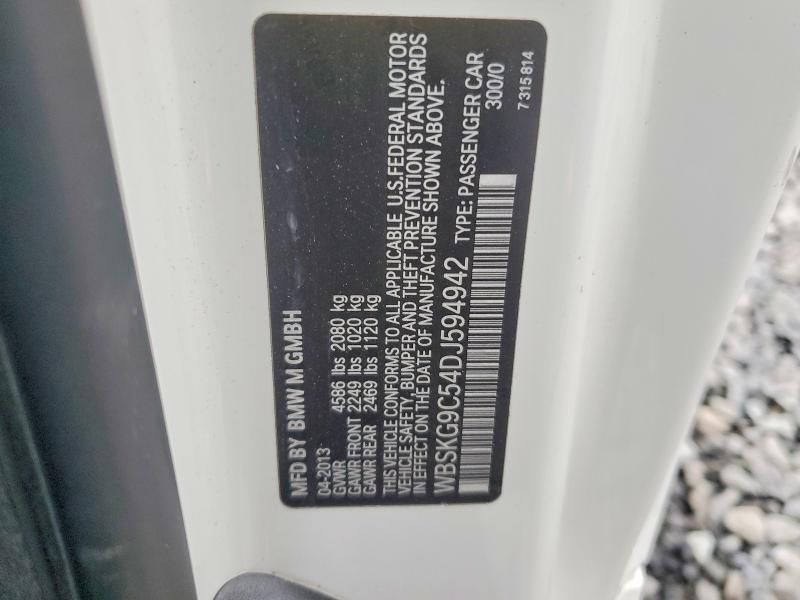 MFD BY BMW M GMBH
04-2013
GVWR 4586 lbs 2080 kg
GAWR FRONT 2249 lbs 1020 kg
GAWR REAR 2469 lbs 1120 kg
THIS VEHICLE CONFORMS TO ALL APPLICABLE U.S. FEDERAL MOTOR
VEHICLE SAFETY, BUMPER AND THEFT PREVENTION STANDARDS
IN EFFECT ON THE DATE OF MANUFACTURE SHOWN ABOVE.
WBSKG9C54DJ594942 TYPE: PASSENGER CAR
300/0
7 315 814